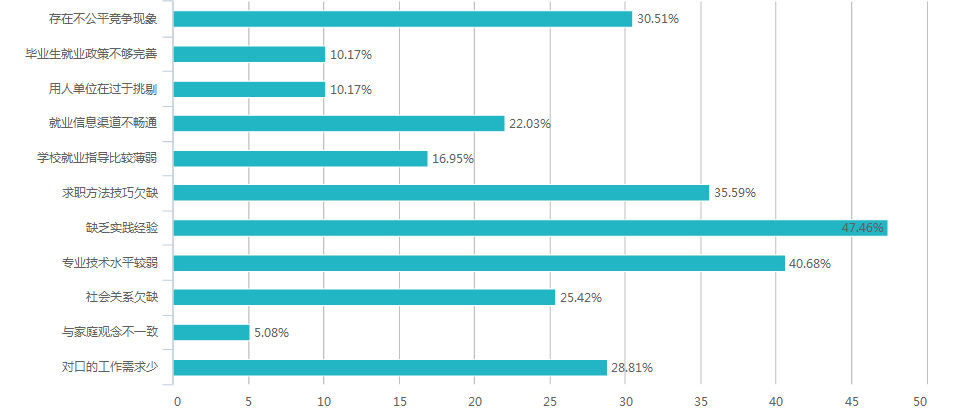 存在不公平竞争现象 30.51%
毕业生就业政策不够完善 10.17%
用人单位在过于挑剔 10.17%
就业信息渠道不畅通 22.03%
学校就业指导比较薄弱 16.95%
求职方法技巧欠缺 35.59%
缺乏实践经验 47.46%
专业技术水平较弱 40.68%
社会关系欠缺 25.42%
与家庭观念不一致 5.08%
对口的工作需求少 28.81%
0 5 10 15 20 25 30 35 40 45 50